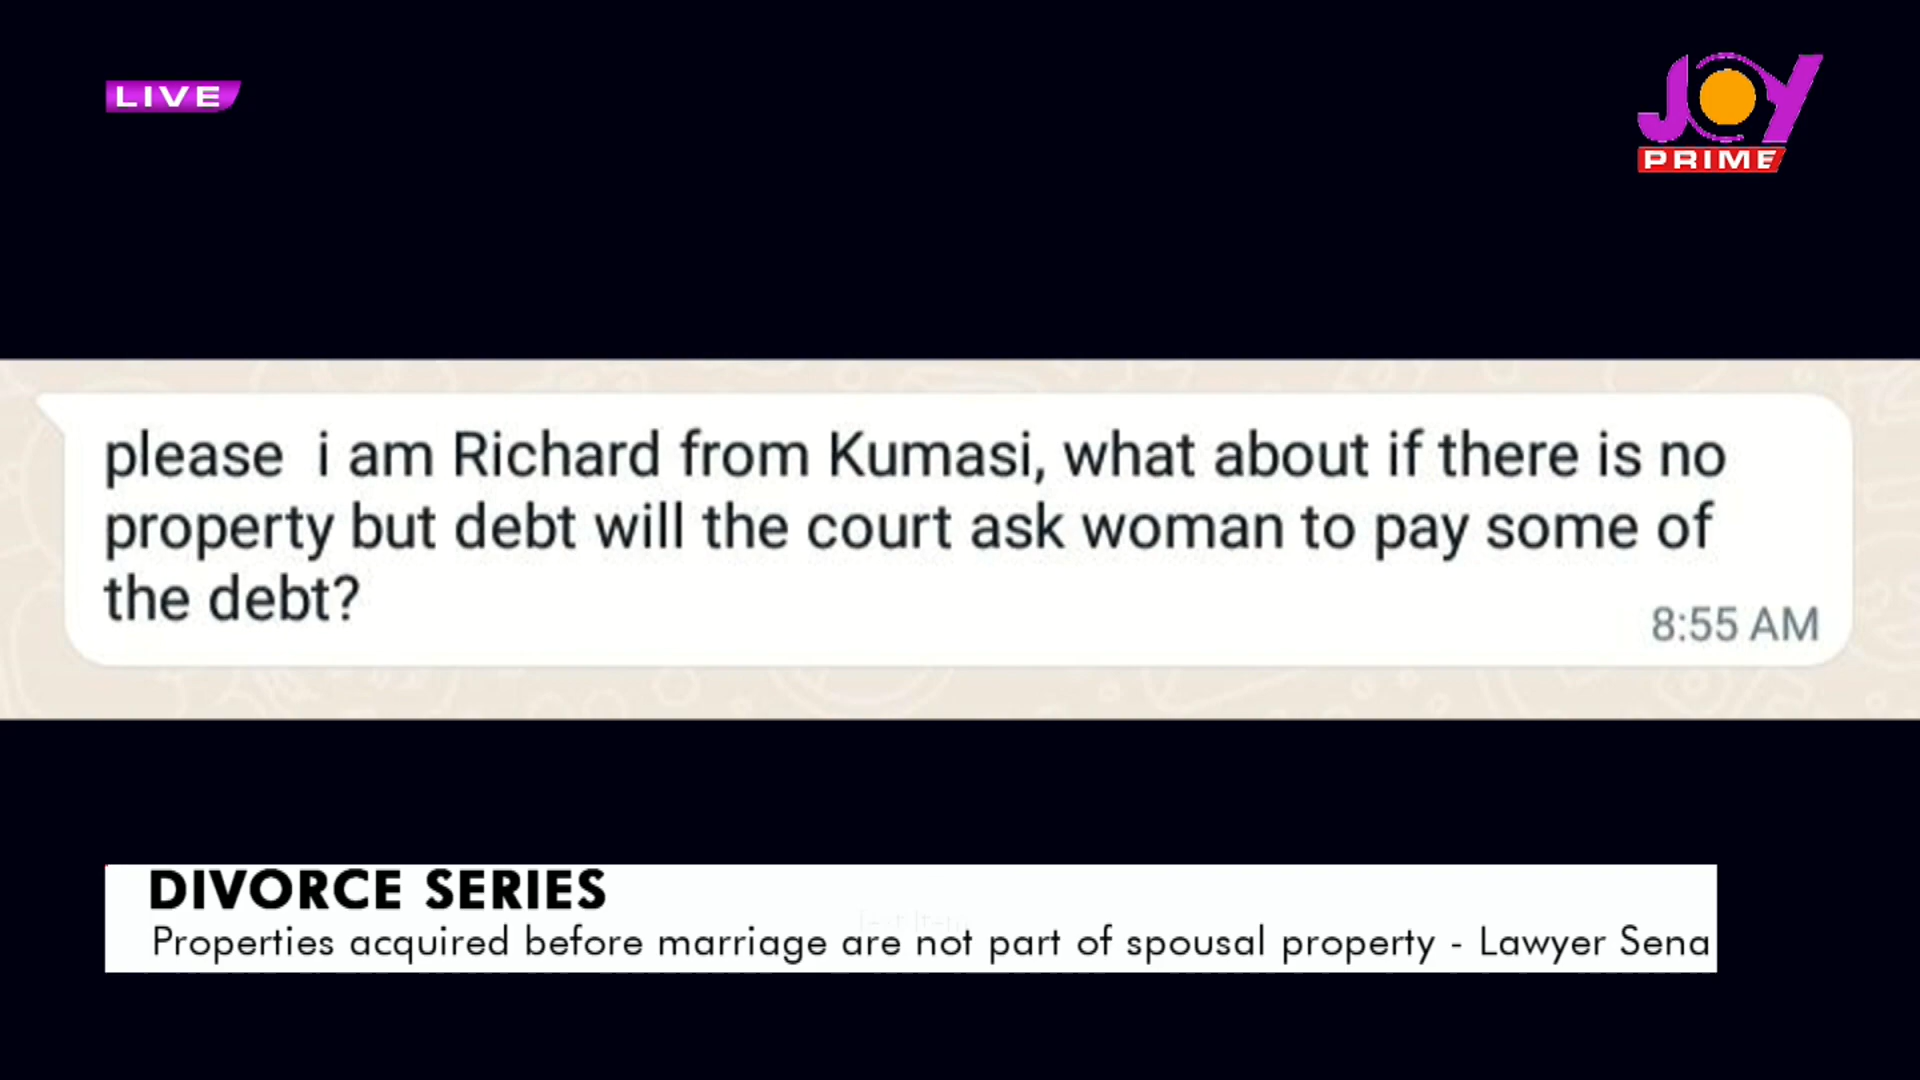 LIVE
JOY
PRIME
please i am Richard from Kumasi, what about if there is no
property but debt will the court ask woman to pay some of
the debt?
8:55 AM
DIVORCE SERIES
Properties acquired before marriage are not part of spousal property - Lawyer Sena